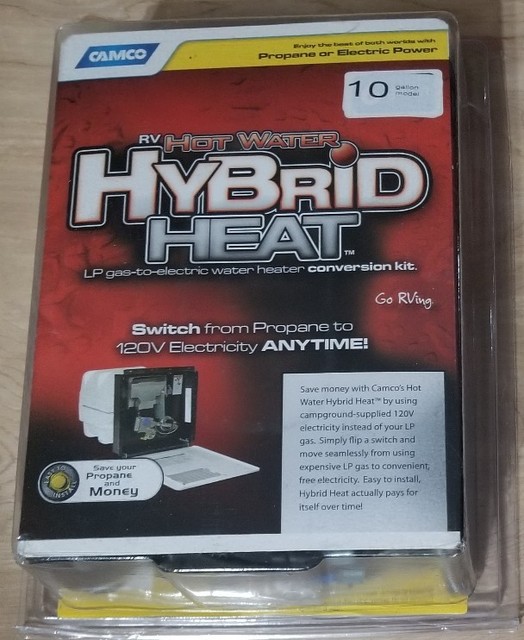 CAMCO
Enjoy the best of both worlds with
Propane or Electric Power
10 gallon
model
RV HOT WATER
HYBRID
HEAT™
LP gas-to-electric water heater conversion kit.
Go RVing.
Switch from Propane to
120V Electricity ANYTIME!
Save money with Camco's Hot
Water Hybrid Heat™ by using
campground-supplied 120V
electricity instead of your LP
gas. Simply flip a switch and
move seamlessly from using
expensive LP gas to convenient,
free electricity. Easy to install,
Hybrid Heat actually pays for
itself over time!
EASY TO
INSTALL
Save your
Propane
and
Money